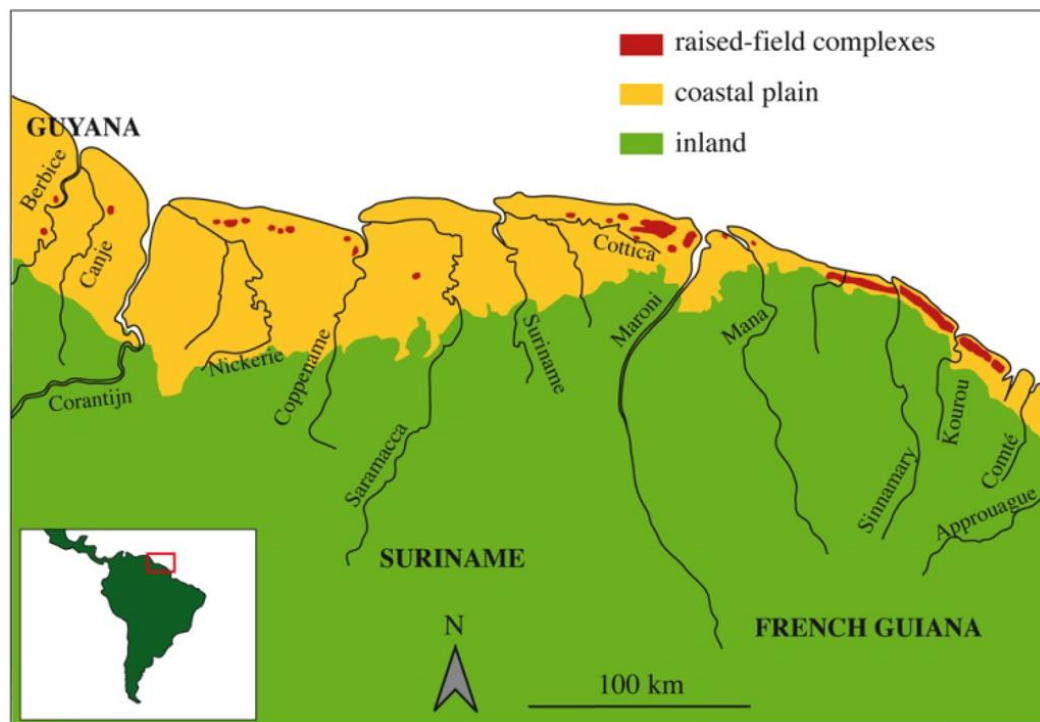 raised-field complexes
coastal plain
inland
GUYANA
Berbice
Canje
Corantijn
Nickerie
Coppename
Saramacca
Suriname
Cottica
Maroni
Mana
Sinnamary
Kourou
Comté
Approuague
SURINAME
FRENCH GUIANA
N
100 km